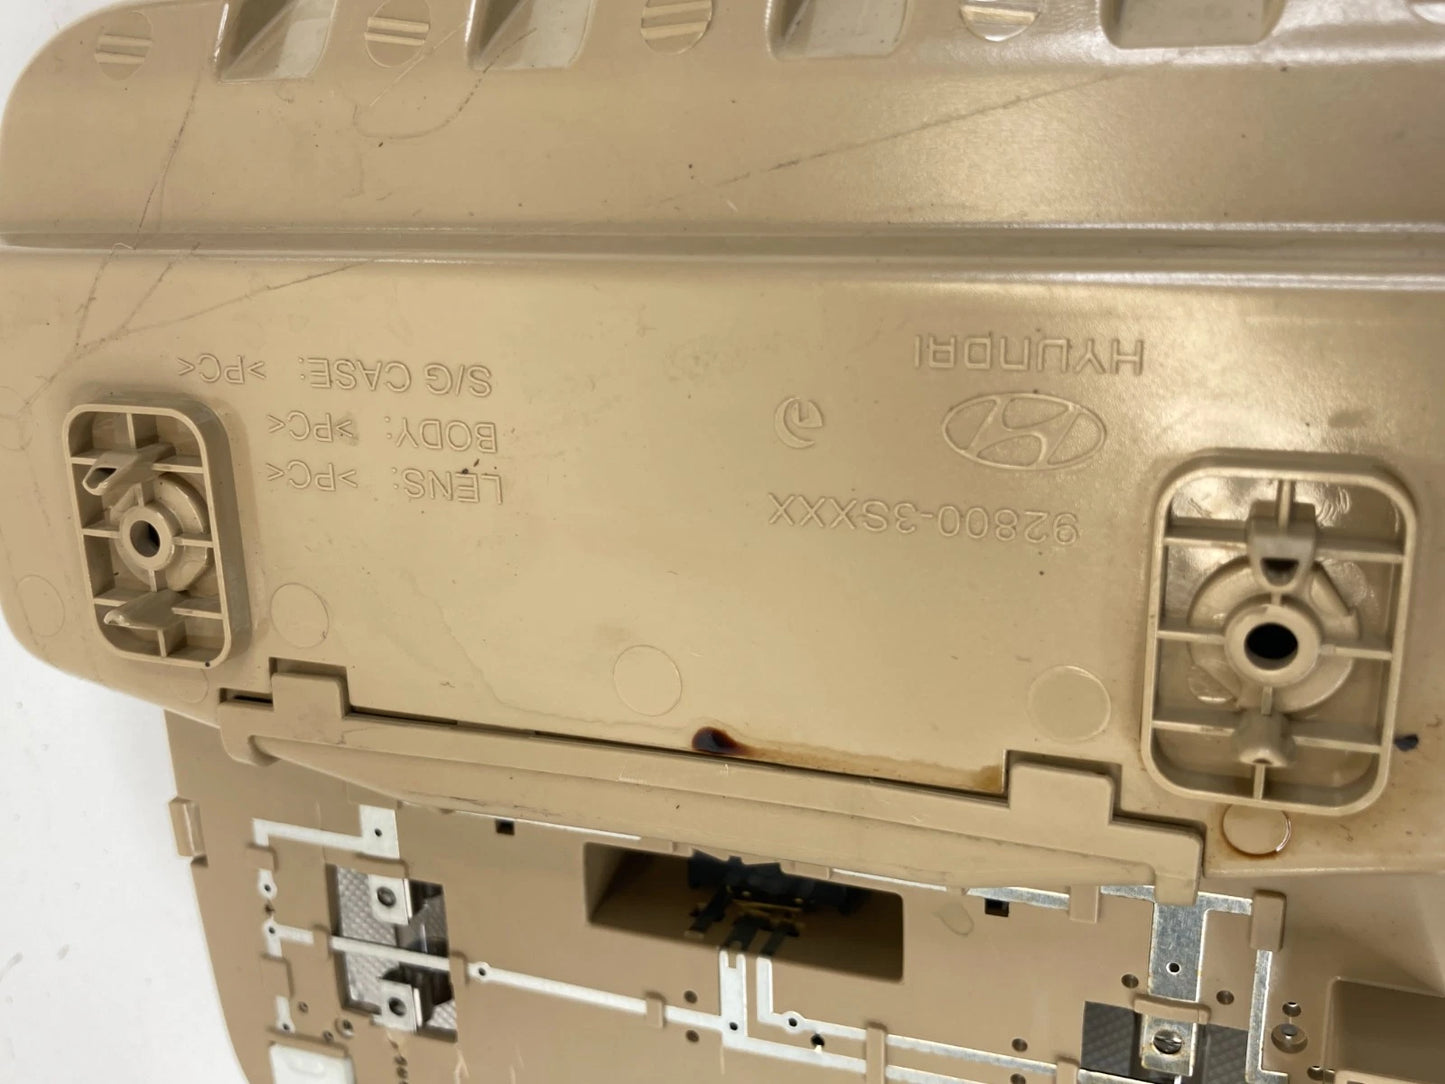 92800-3SXXX
HYUNDAI
LENS: >PC<
BODY: >PC<
S/G CASE: >PC<